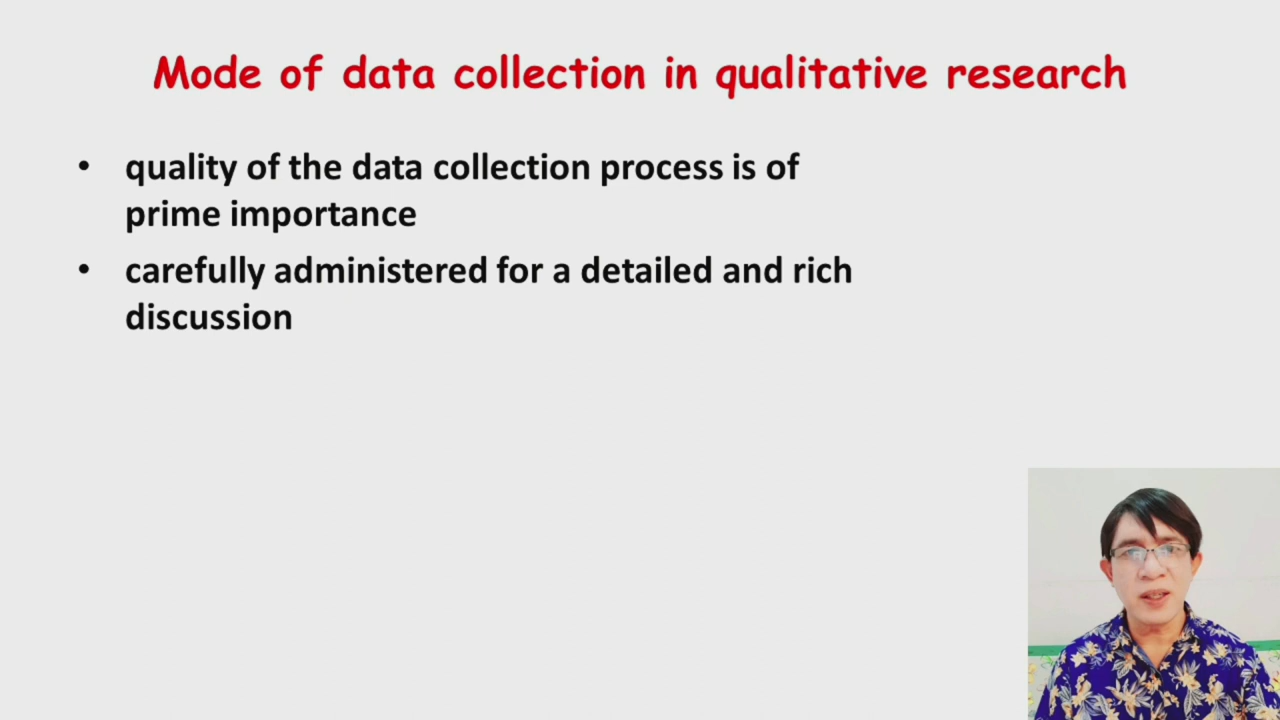 Mode of data collection in qualitative research
• quality of the data collection process is of
prime importance
• carefully administered for a detailed and rich
discussion